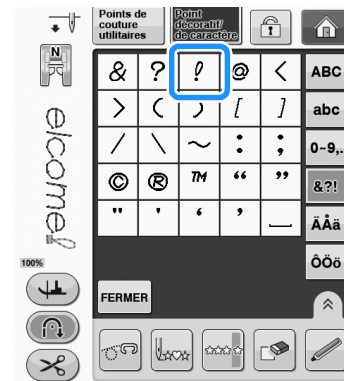 Points de couture utilitaires
Point décoratif/ de caractère
N
& ? ! @ < ABC
> ( ) [ ] abc
/ \ ~ : ; 0~9,.
© ® ™ “ ” &?!
" ' ‘ ’ _ ÄÅä
ÔÖö
elcome!
100%
FERMER